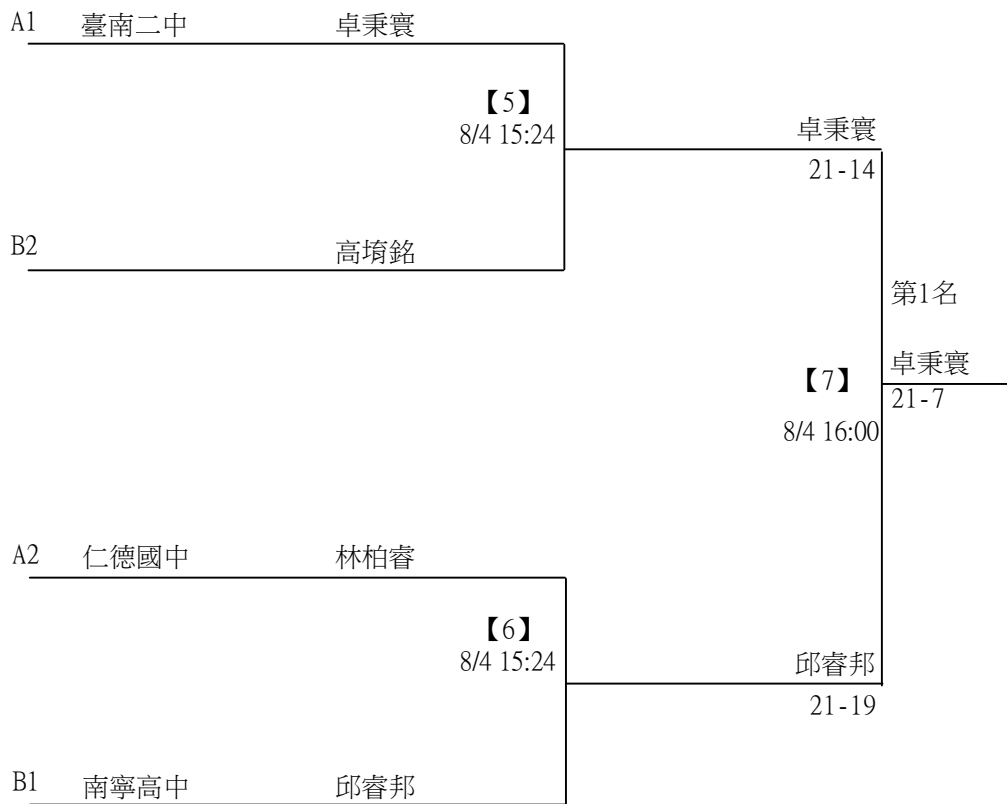 A1 臺南二中 卓秉寰
【5】
8/4 15:24
卓秉寰
21-14
B2 高堉銘
第1名
卓秉寰
【7】
21-7
8/4 16:00
A2 仁德國中 林柏睿
【6】
8/4 15:24
邱睿邦
21-19
B1 南寧高中 邱睿邦